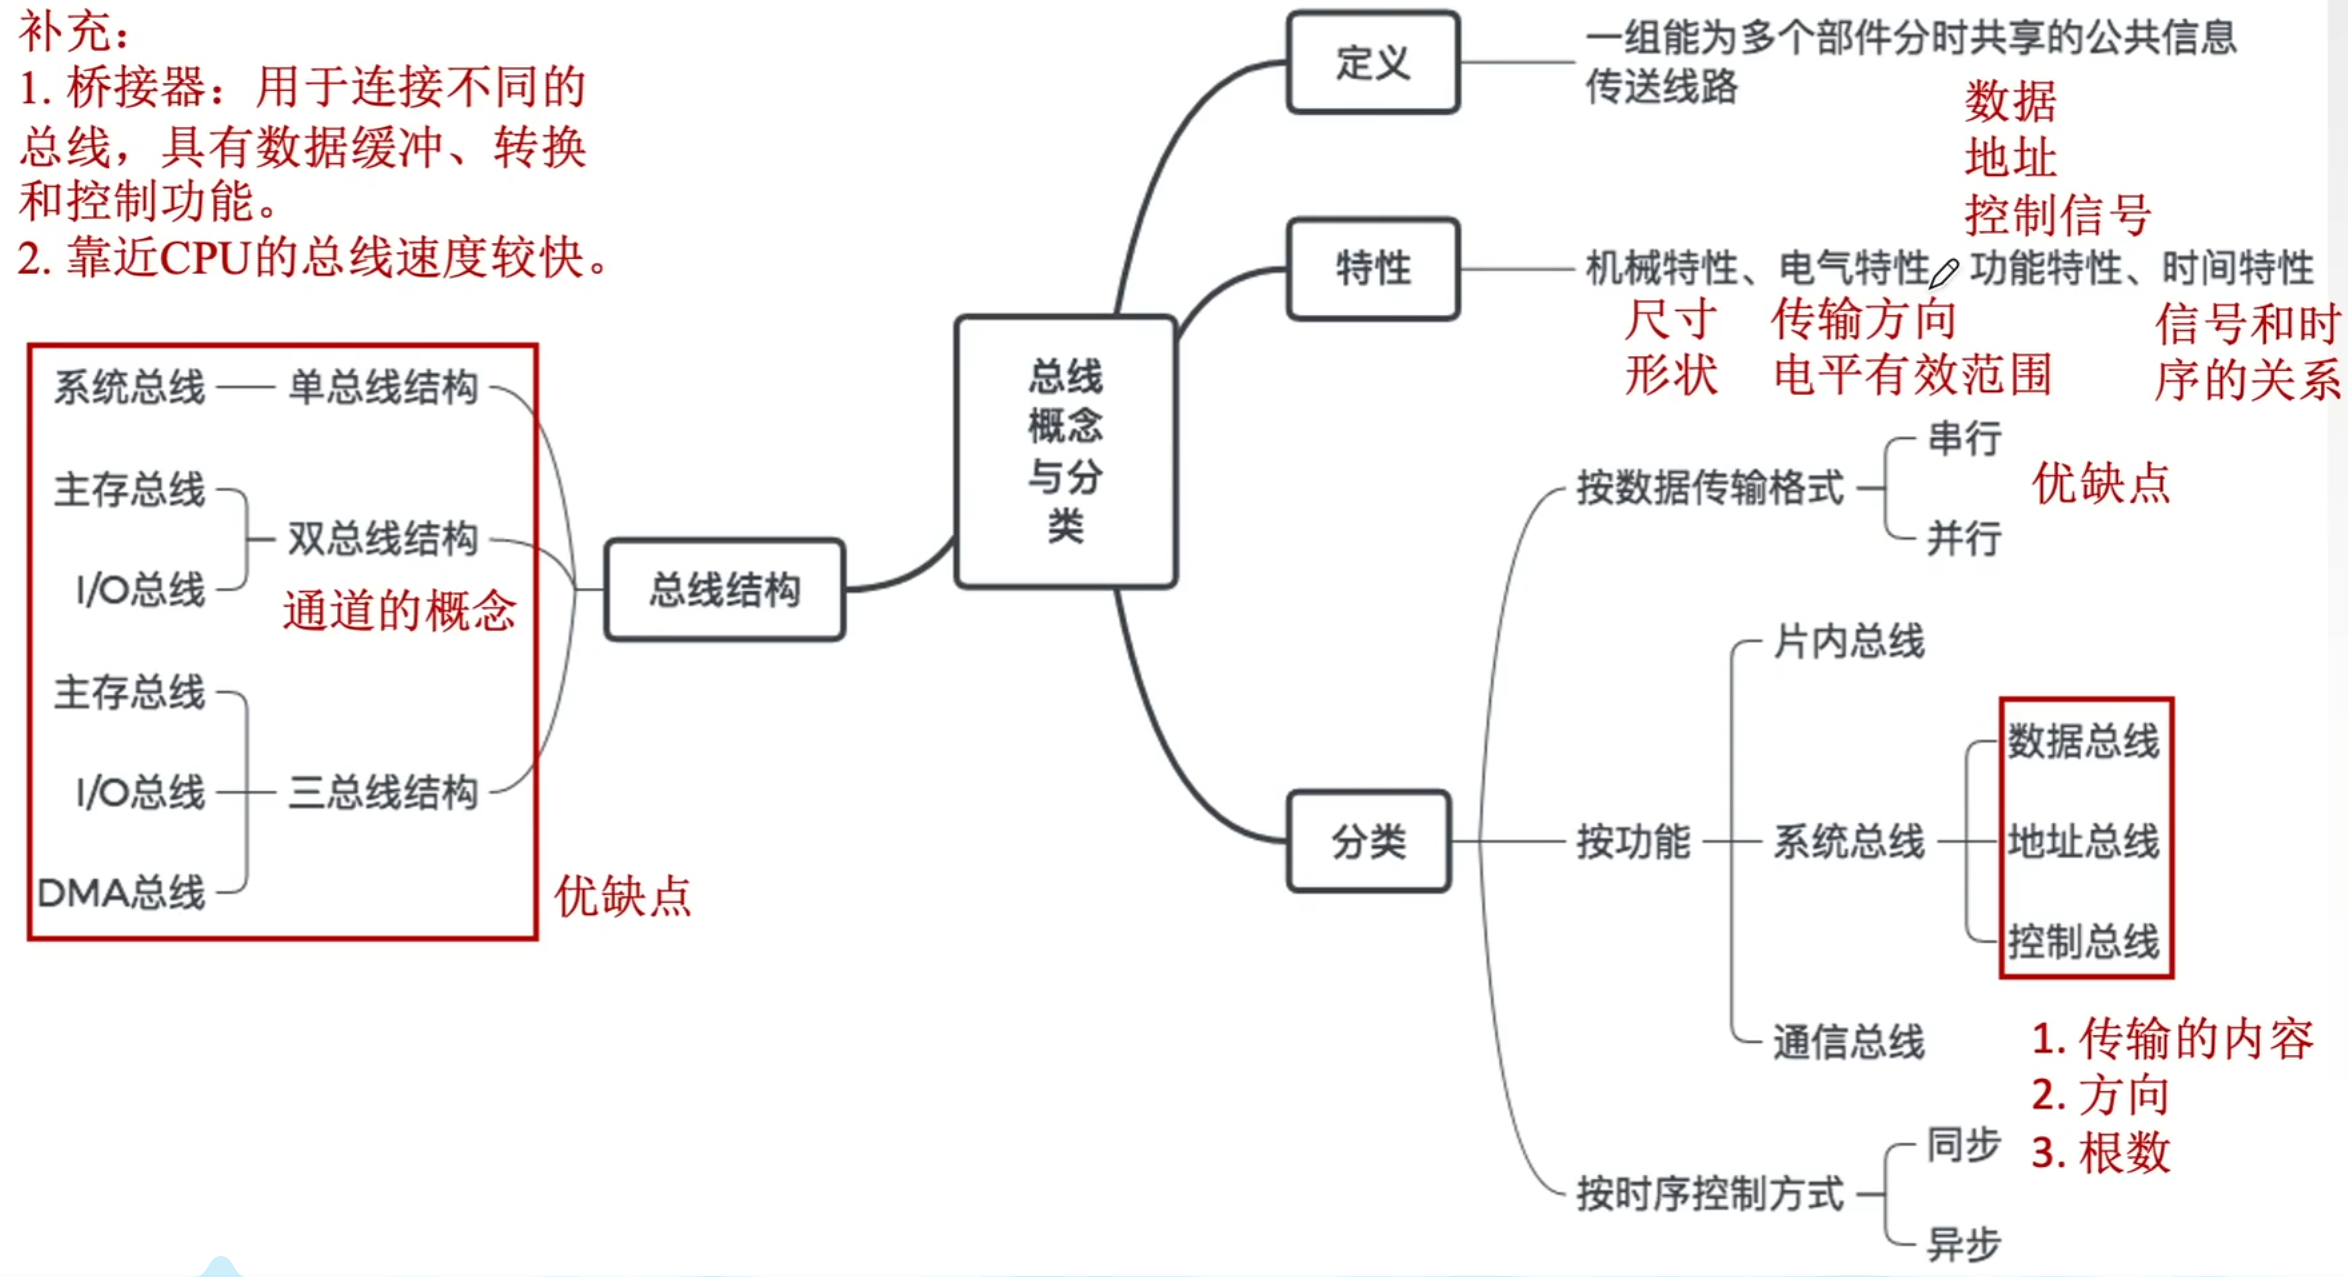 补充：
1. 桥接器：用于连接不同的
总线，具有数据缓冲、转换
和控制功能。
2. 靠近CPU的总线速度较快。
系统总线
单总线结构
主存总线
双总线结构
I/O总线
通道的概念
主存总线
I/O总线
三总线结构
DMA总线
优缺点
总线结构
总线
概念
与分
类
定义
一组能为多个部件分时共享的公共信息
传送线路
数据
地址
控制信号
特性
机械特性、电气特性 功能特性、时间特性
尺寸
形状
传输方向
电平有效范围
信号和时
序的关系
分类
按数据传输格式
串行
并行
优缺点
按功能
片内总线
系统总线
数据总线
地址总线
控制总线
通信总线
1. 传输的内容
2. 方向
3. 根数
按时序控制方式
同步
异步